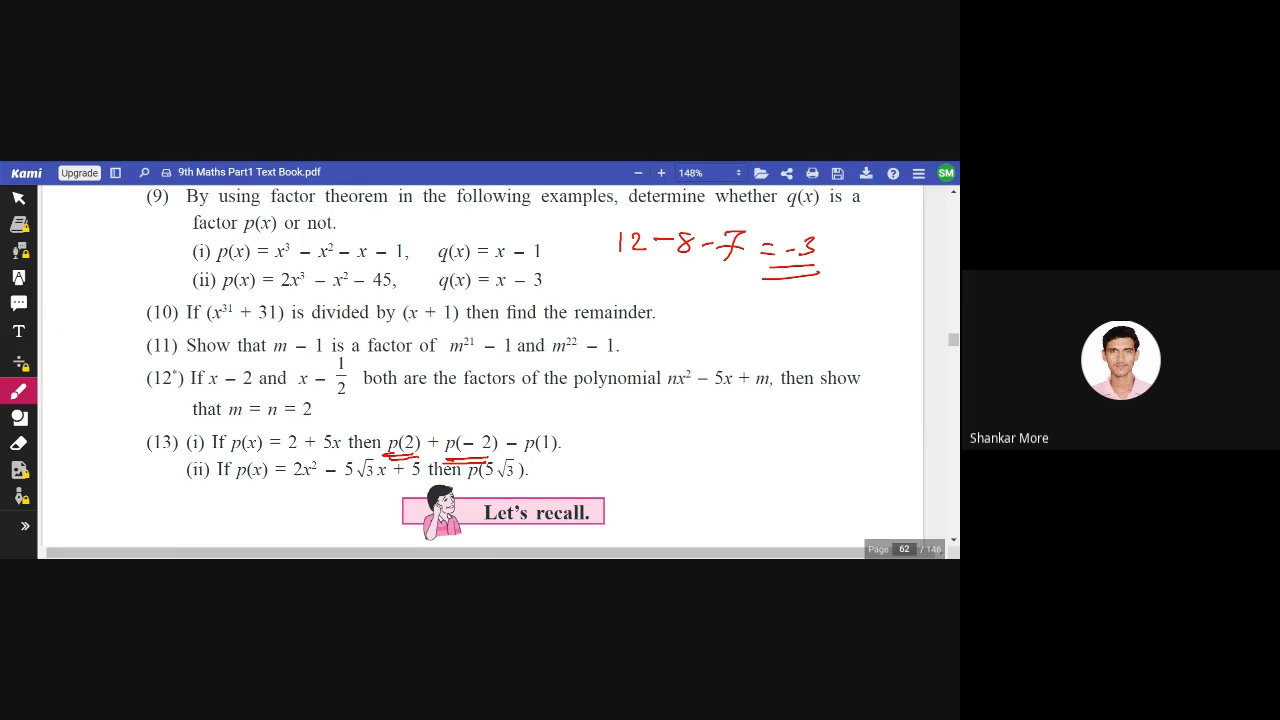 Kami
Upgrade
9th Maths Part1 Text Book.pdf
148%
SM
(9) By using factor theorem in the following examples, determine whether q(x) is a
factor p(x) or not.
(i) p(x) = x³ − x² − x − 1, q(x) = x − 1
12 − 8 − 7 = -3
(ii) p(x) = 2x³ − x² − 45, q(x) = x − 3
(10) If (x³¹ + 31) is divided by (x + 1) then find the remainder.
(11) Show that m − 1 is a factor of m²¹ − 1 and m²² − 1.
(12*) If x − 2 and x − 1/2 both are the factors of the polynomial nx² − 5x + m, then show
that m = n = 2
(13) (i) If p(x) = 2 + 5x then p(2) + p(− 2) − p(1).
(ii) If p(x) = 2x² − 5√3 x + 5 then p(5√3 ).
Let's recall.
Page 62 / 146
Shankar More